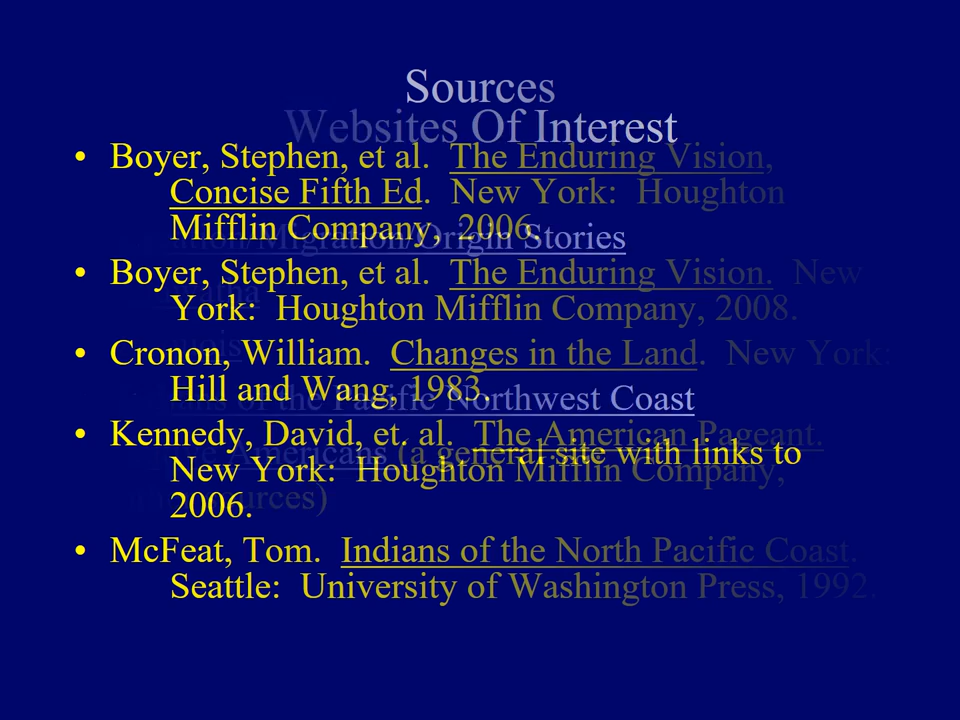 Sources
Websites Of Interest
• Boyer, Stephen, et al. The Enduring Vision,
Concise Fifth Ed. New York: Houghton
Mifflin Company, 2006.
/Migration/Origin Stories
• Boyer, Stephen, et al. The Enduring Vision. New
York: Houghton Mifflin Company, 2008.
• Cronon, William. Changes in the Land. New York:
Hill and Wang, 1983.
of the Pacific Northwest Coast
• Kennedy, David, et. al. The American Pageant.
Americans (a general site with links to
New York: Houghton Mifflin Company,
2006.
• McFeat, Tom. Indians of the North Pacific Coast.
Seattle: University of Washington Press, 1992.